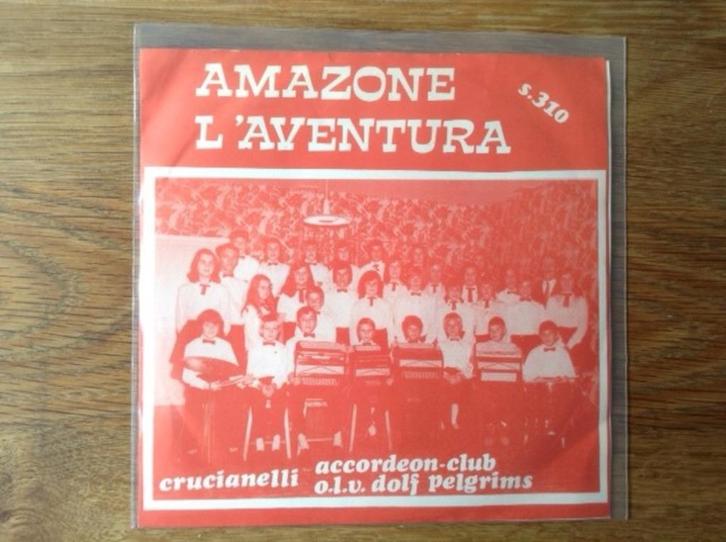 AMAZONE
L'AVENTURA
s.310
crucianelli accordeon-club
o.l.v. dolf pelgrims